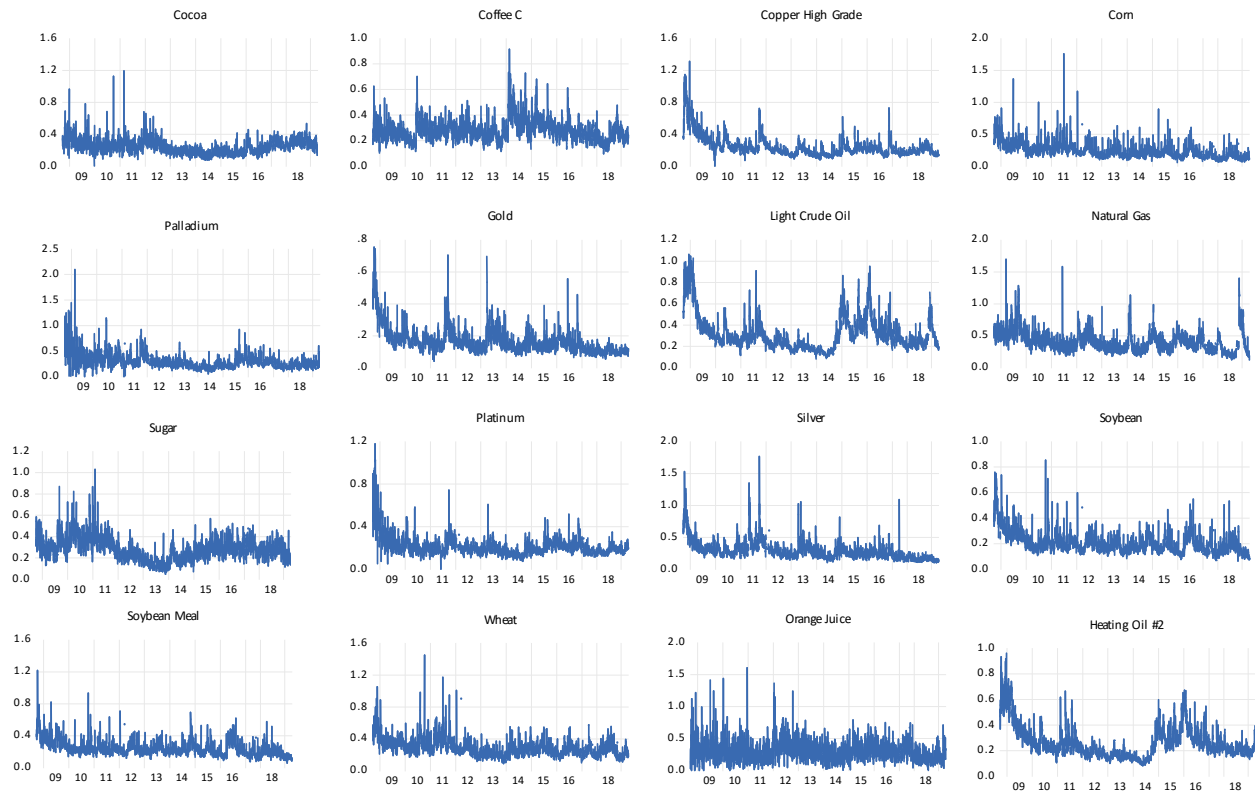 Cocoa
1.6
1.2
0.8
0.4
0.0
09 10 11 12 13 14 15 16 18
Coffee C
1.0
0.8
0.6
0.4
0.2
0.0
09 10 11 12 13 14 15 16 18
Copper High Grade
1.6
1.2
0.8
0.4
0.0
09 10 11 12 13 14 15 16 18
Corn
2.0
1.5
1.0
0.5
0.0
09 10 11 12 13 14 15 16 18
Palladium
2.5
2.0
1.5
1.0
0.5
0.0
09 10 11 12 13 14 15 16 18
Gold
.8
.6
.4
.2
.0
09 10 11 12 13 14 15 16 18
Light Crude Oil
1.2
1.0
0.8
0.6
0.4
0.2
0.0
09 10 11 12 13 14 15 16 18
Natural Gas
2.0
1.5
1.0
0.5
0.0
09 10 11 12 13 14 15 16 18
Sugar
1.2
1.0
0.8
0.6
0.4
0.2
0.0
09 10 11 12 13 14 15 16 18
Platinum
1.2
0.8
0.4
0.0
09 10 11 12 13 14 15 16 18
Silver
2.0
1.5
1.0
0.5
0.0
09 10 11 12 13 14 15 16 18
Soybean
1.0
0.8
0.6
0.4
0.2
0.0
09 10 11 12 13 14 15 16 18
Soybean Meal
1.6
1.2
0.8
0.4
0.0
09 10 11 12 13 14 15 16 18
Wheat
1.6
1.2
0.8
0.4
0.0
09 10 11 12 13 14 15 16 18
Orange Juice
2.0
1.5
1.0
0.5
0.0
09 10 11 12 13 14 15 16 18
Heating Oil #2
1.0
0.8
0.6
0.4
0.2
0.0
09 10 11 12 13 14 15 16 18